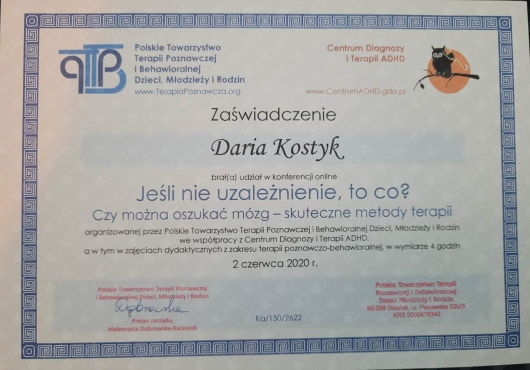 Polskie Towarzystwo
Terapii Poznawczej
i Behawioralnej
Dzieci, Młodzieży i Rodzin
www.TerapiaPoznawcza.org
Centrum Diagnozy
i Terapii ADHD
www.CentrumADHD.gda.pl
Zaświadczenie
Daria Kostyk
brał(a) udział w konferencji online
Jeśli nie uzależnienie, to co?
Czy można oszukać mózg – skuteczne metody terapii
organizowanej przez Polskie Towarzystwo Terapii Poznawczej i Behawioralnej Dzieci, Młodzieży i Rodzin
we współpracy z Centrum Diagnozy i Terapii ADHD,
a w tym w zajęciach dydaktycznych z zakresu terapii poznawczo-behawioralnej, w wymiarze 4 godzin
2 czerwca 2020 r.
Polskie Towarzystwo Terapii Poznawczej
i Behawioralnej Dzieci, Młodzieży i Rodzin
Prezes zarządu,
Ka/150/2622
Polskie Towarzystwo Terapii
Poznawczej i Behawioralnej
Dzieci Młodzieży i Rodzin